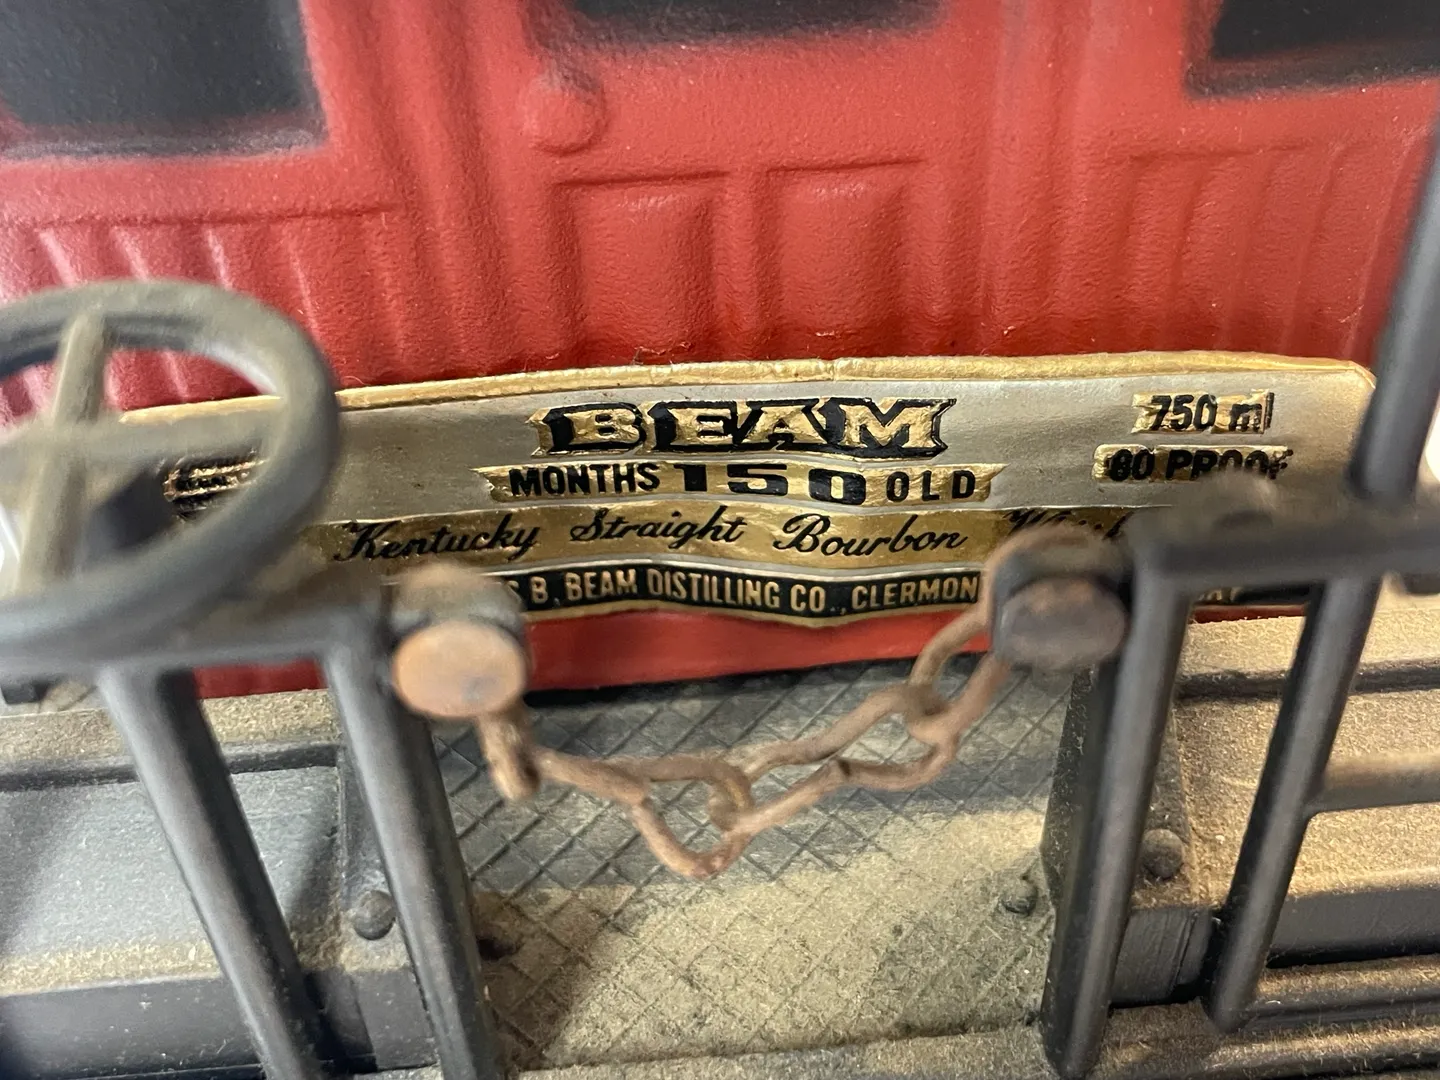 BEAM
750 ml
MONTHS 150 OLD
80 PROOF
Kentucky Straight Bourbon
B. BEAM DISTILLING CO., CLERMON